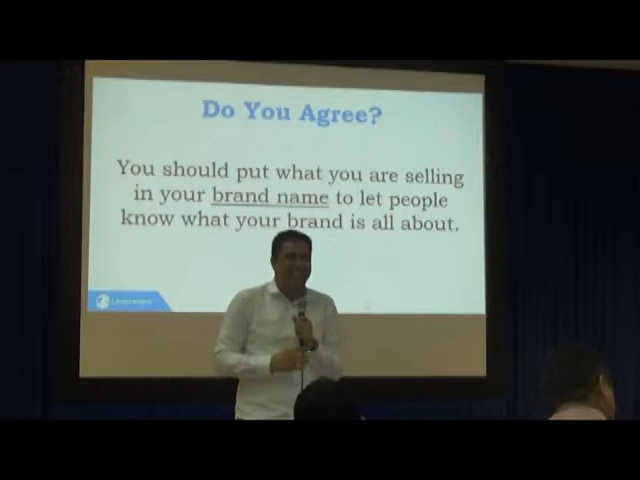 Do You Agree?
You should put what you are selling
in your brand name to let people
know what your brand is all about.